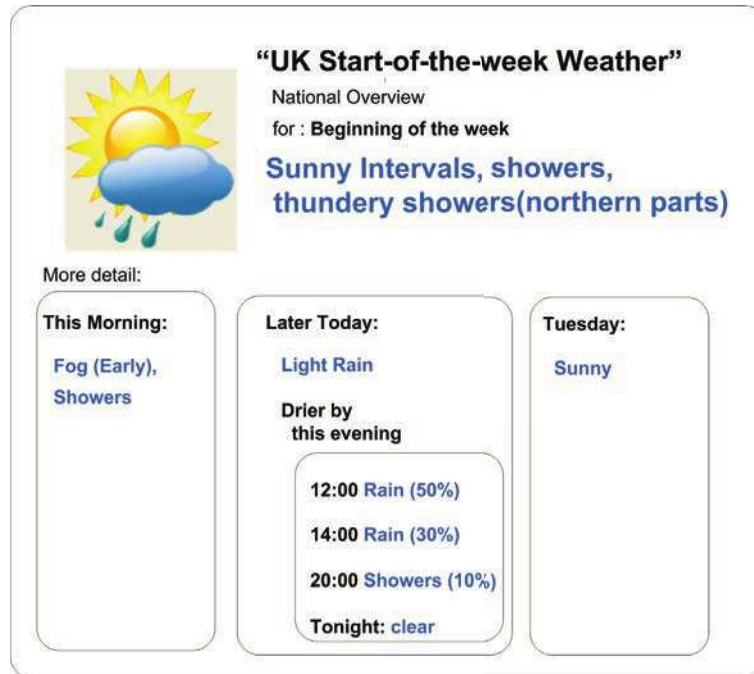 “UK Start-of-the-week Weather”
National Overview
for : Beginning of the week
Sunny Intervals, showers,
thundery showers(northern parts)
More detail:
This Morning:
Fog (Early),
Showers
Later Today:
Light Rain
Drier by
this evening
12:00 Rain (50%)
14:00 Rain (30%)
20:00 Showers (10%)
Tonight: clear
Tuesday:
Sunny